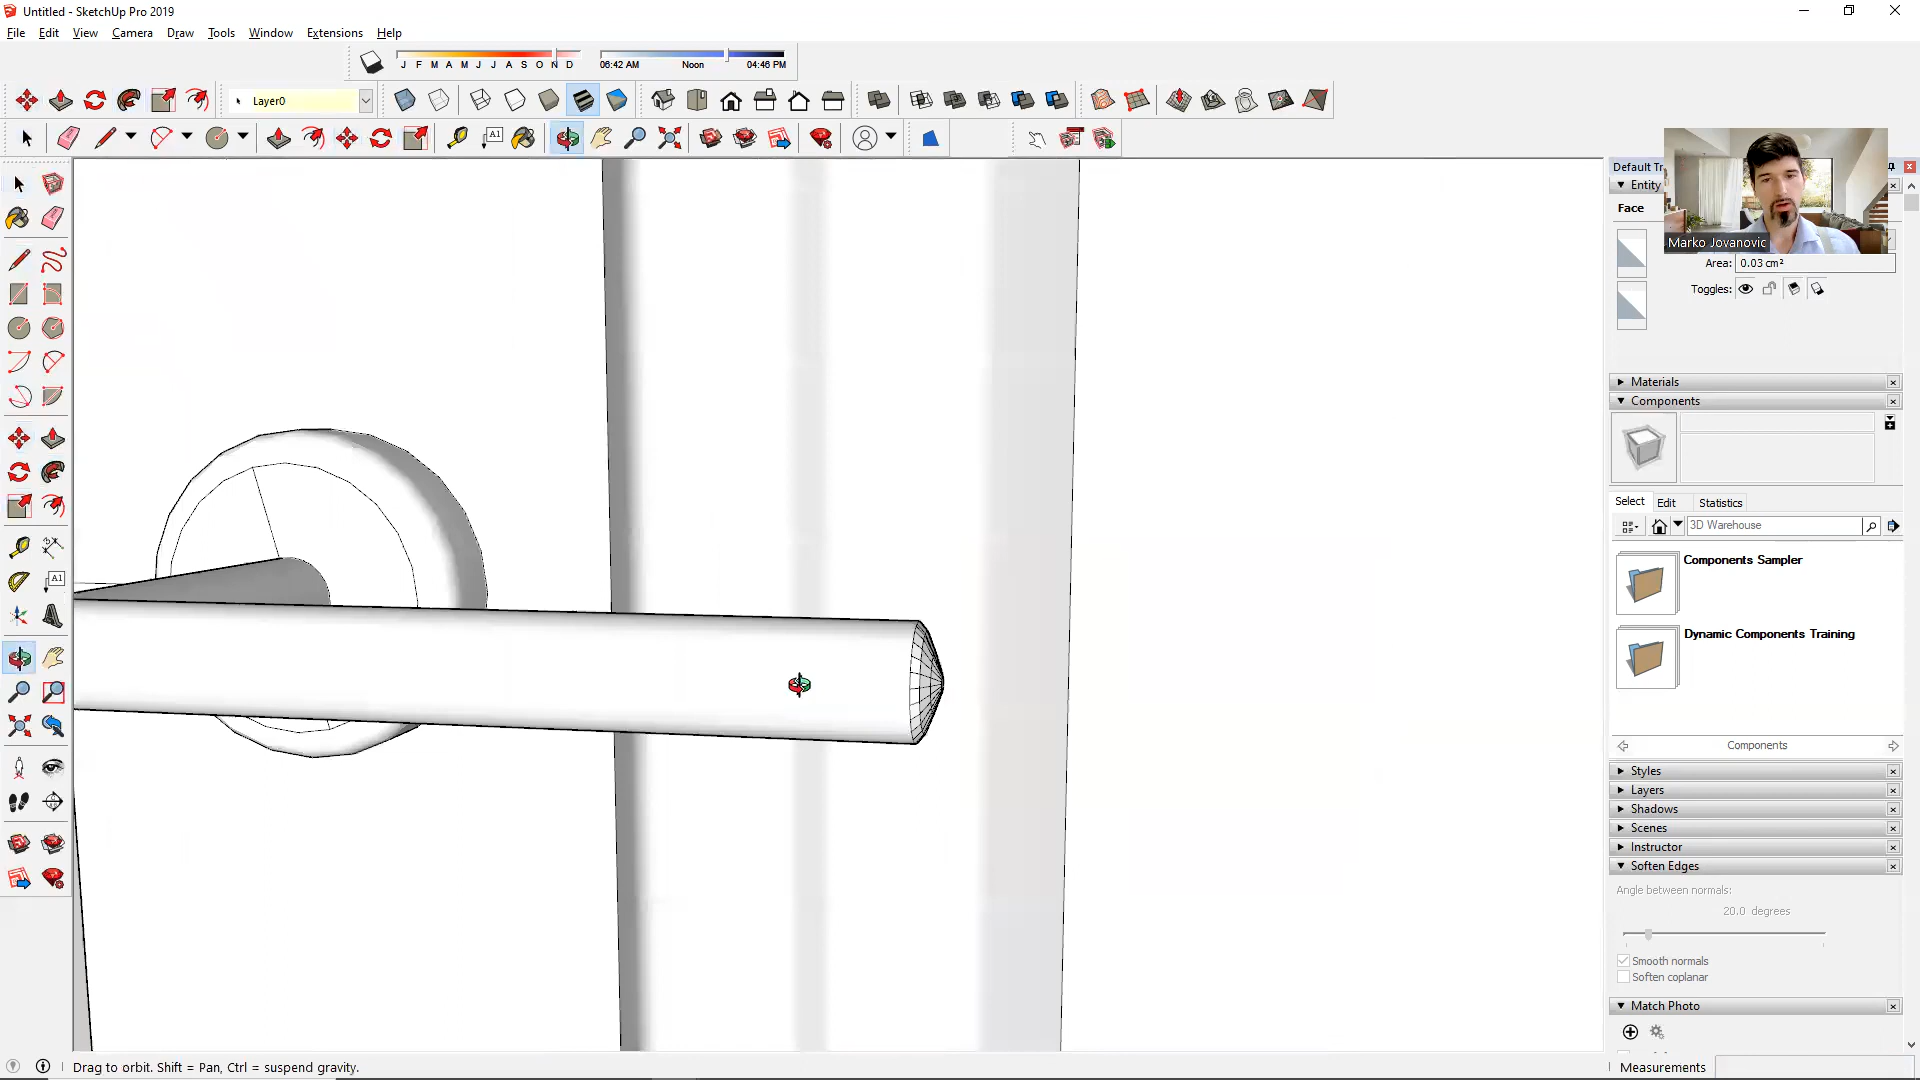 Untitled - SketchUp Pro 2019
File Edit View Camera Draw Tools Window Extensions Help
J F M A M J J A S O N D 06:42 AM Noon 04:46 PM
Layer0
A1
Default Tr
Entity
Marko Jovanovic
Face
Area: 0.03 cm²
Toggles:
Materials
Components
A1
Select Edit Statistics
3D Warehouse
Components Sampler
Dynamic Components Training
Components
Styles
Layers
Shadows
Scenes
Instructor
Soften Edges
Angle between normals:
20.0 degrees
Smooth normals
Soften coplanar
Match Photo
Drag to orbit. Shift = Pan, Ctrl = suspend gravity.
Measurements